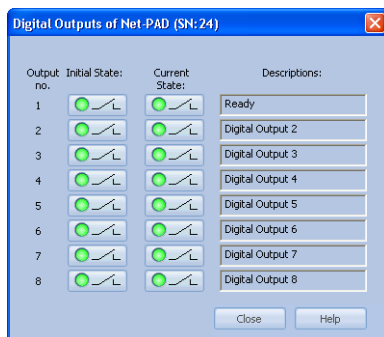 Digital Outputs of Net-PAD (SN:24)
Output no. Initial State: Current State: Descriptions:
1 Ready
2 Digital Output 2
3 Digital Output 3
4 Digital Output 4
5 Digital Output 5
6 Digital Output 6
7 Digital Output 7
8 Digital Output 8
Close Help